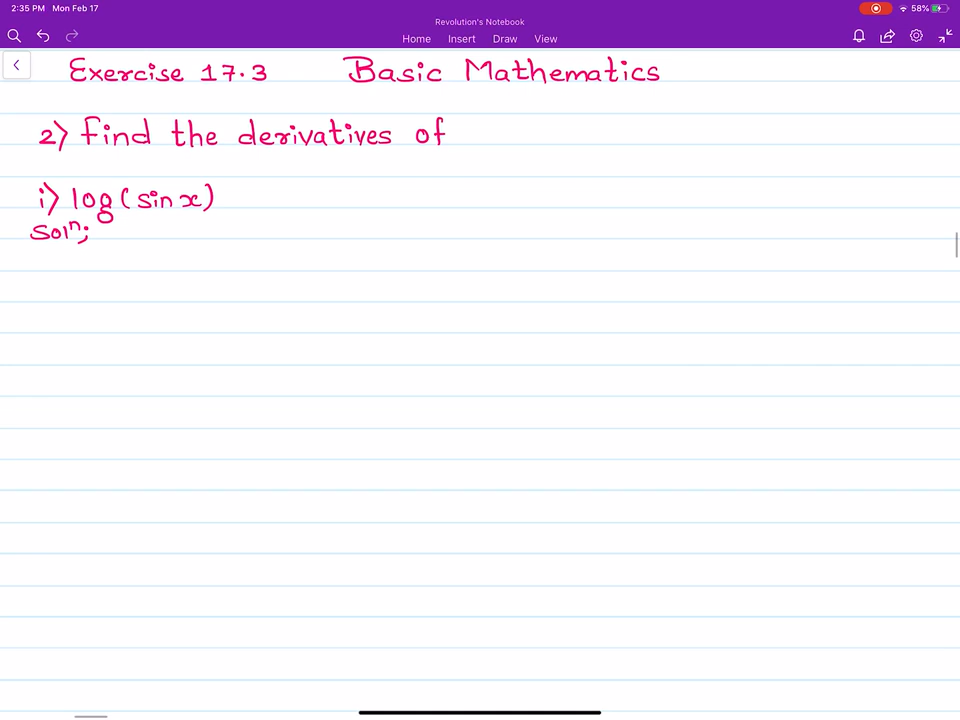 2:35 PM Mon Feb 17
58%
Revolution's Notebook
Home Insert Draw View
Exercise 17.3 Basic Mathematics
2) Find the derivatives of
i) log(sin x)
Solⁿ;